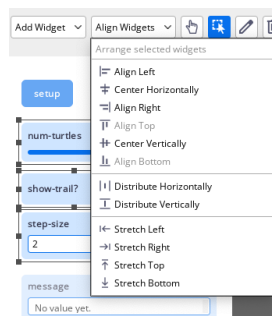 Add Widget
Align Widgets
Arrange selected widgets
Align Left
Center Horizontally
Align Right
Align Top
Center Vertically
Align Bottom
Distribute Horizontally
Distribute Vertically
Stretch Left
Stretch Right
Stretch Top
Stretch Bottom
setup
num-turtles
show-trail?
step-size
2
message
No value yet.